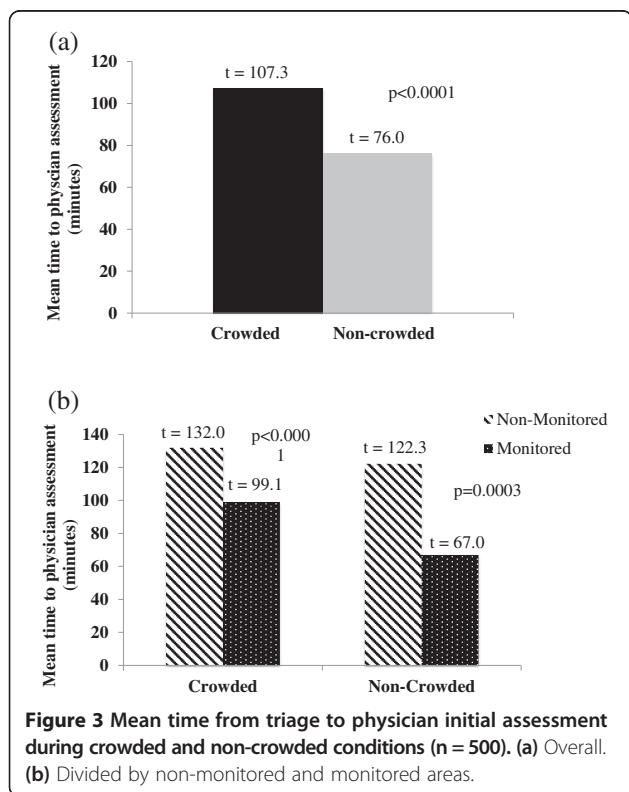 (a)
120
100
80
60
40
20
0
Mean time to physcian assessment
(minutes)
t = 107.3
p<0.0001
t = 76.0
Crowded
Non-crowded
(b)
Non-Monitored
Monitored
140
120
100
80
60
40
20
0
Mean time to physician assessment
(minutes)
t = 132.0
p<0.000
1
t = 99.1
t = 122.3
p=0.0003
t = 67.0
Crowded
Non-Crowded
Figure 3 Mean time from triage to physician initial assessment
during crowded and non-crowded conditions (n = 500). (a) Overall.
(b) Divided by non-monitored and monitored areas.